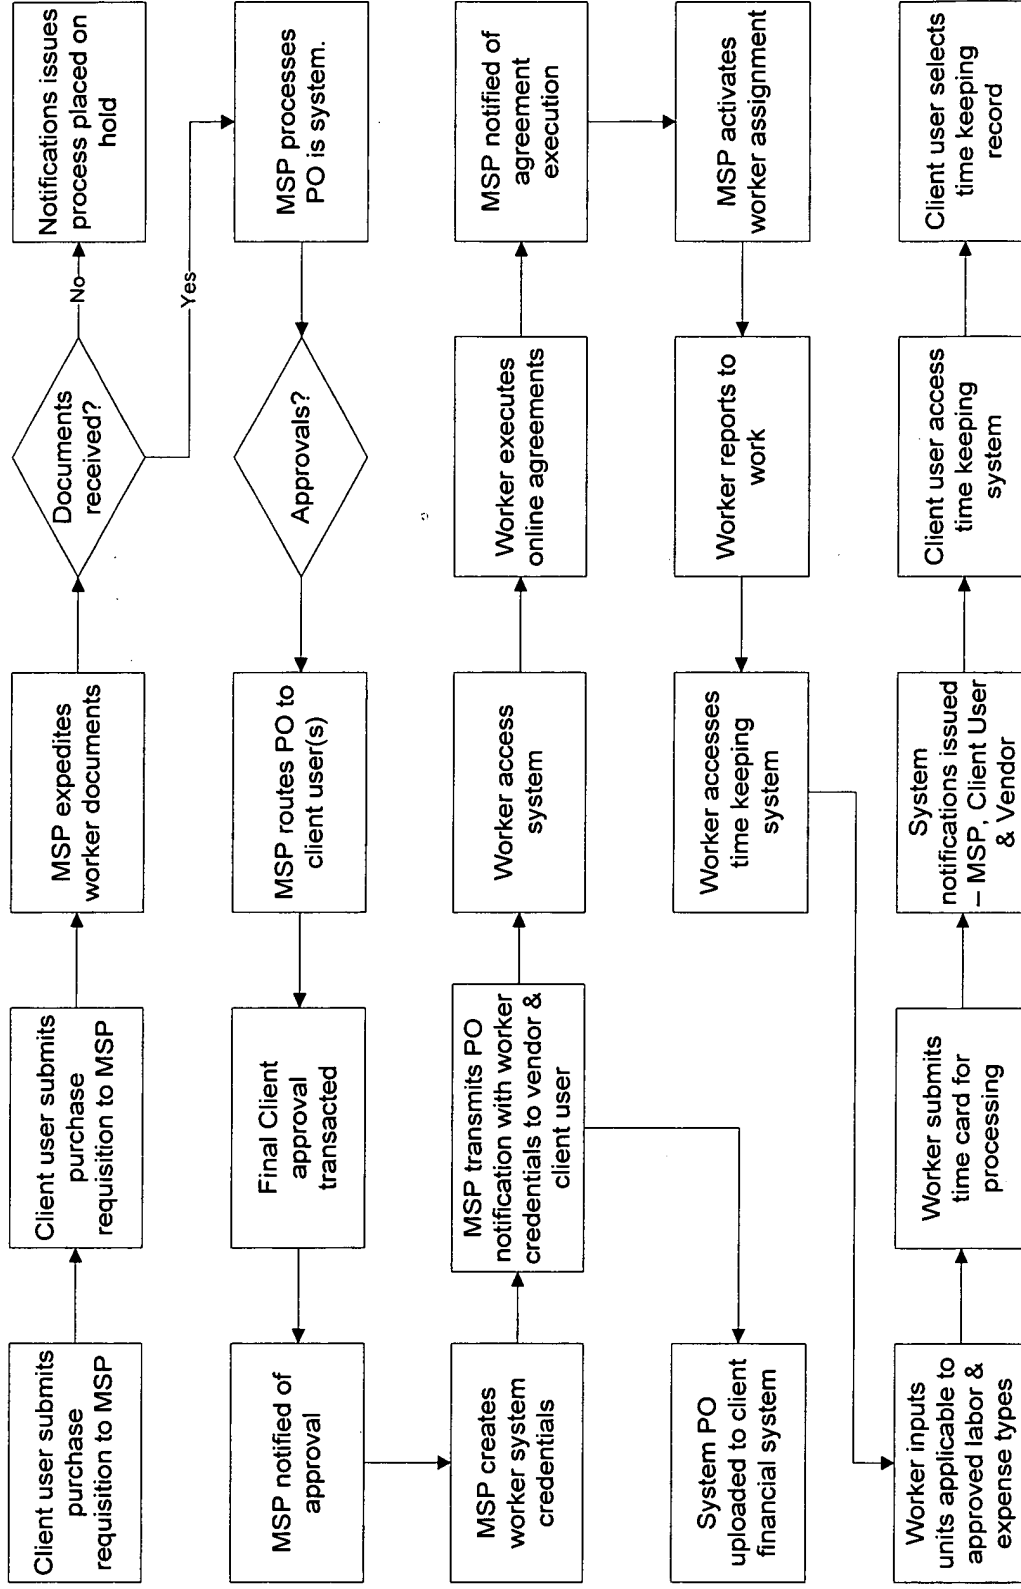 Client user submits
purchase
requisition to MSP
Client user submits
purchase
requisition to MSP
MSP expedites
worker documents
Documents
received?
No
Notifications issues
process placed on
hold
Yes
MSP processes
PO is system.
Approvals?
MSP routes PO to
client user(s)
Final Client
approval
transacted
MSP notified of
approval
MSP creates
worker system
credentials
MSP transmits PO
notification with worker
credentials to vendor &
client user
Worker access
system
Worker executes
online agreements
MSP notified of
agreement
execution
MSP activates
worker assignment
Worker reports to
work
Worker accesses
time keeping
system
System PO
uploaded to client
financial system
Worker inputs
units applicable to
approved labor &
expense types
Worker submits
time card for
processing
System
notifications issued
– MSP, Client User
& Vendor
Client user access
time keeping
system
Client user selects
time keeping
record